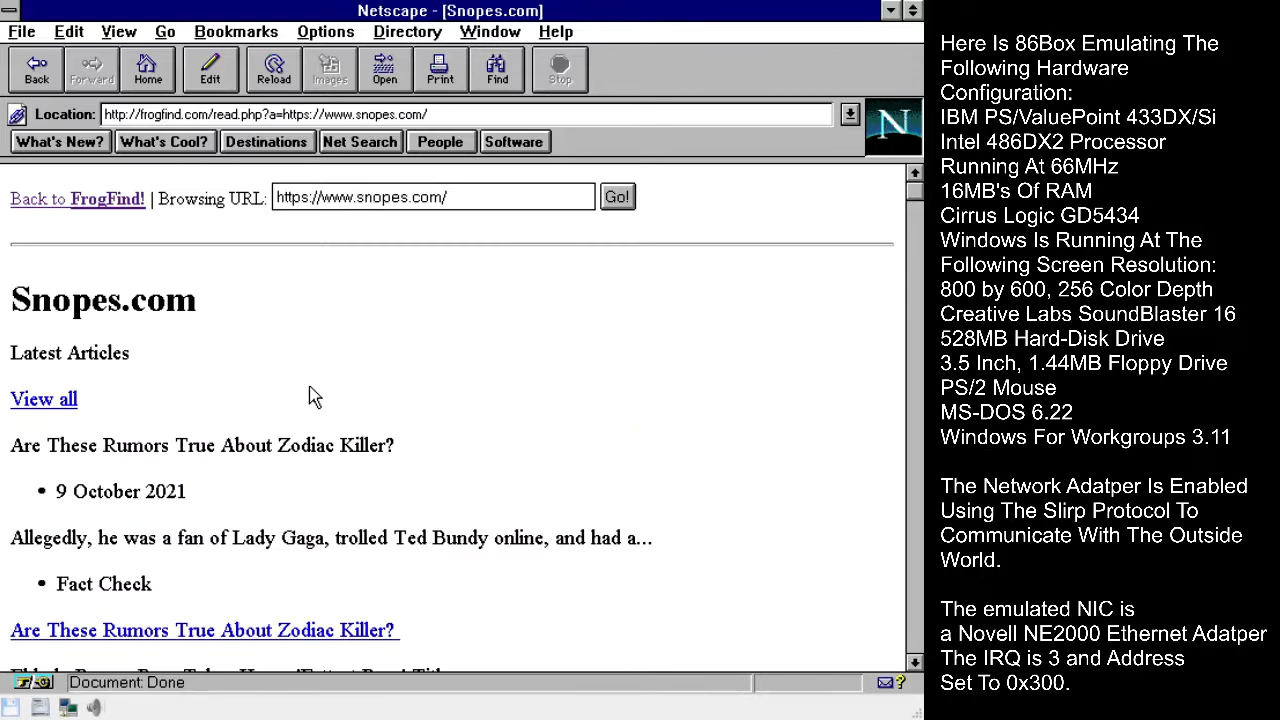 Netscape - [Snopes.com]
File Edit View Go Bookmarks Options Directory Window Help
Back Forward Home Edit Reload Images Open Print Find Stop
Location: http://frogfind.com/read.php?a=https://www.snopes.com/
N
What's New? What's Cool? Destinations Net Search People Software
Back to FrogFind! | Browsing URL: https://www.snopes.com/ Go!
Snopes.com
Latest Articles
View all
Are These Rumors True About Zodiac Killer?
• 9 October 2021
Allegedly, he was a fan of Lady Gaga, trolled Ted Bundy online, and had a...
• Fact Check
Are These Rumors True About Zodiac Killer?
Document: Done
Here Is 86Box Emulating The
Following Hardware
Configuration:
IBM PS/ValuePoint 433DX/Si
Intel 486DX2 Processor
Running At 66MHz
16MB's Of RAM
Cirrus Logic GD5434
Windows Is Running At The
Following Screen Resolution:
800 by 600, 256 Color Depth
Creative Labs SoundBlaster 16
528MB Hard-Disk Drive
3.5 Inch, 1.44MB Floppy Drive
PS/2 Mouse
MS-DOS 6.22
Windows For Workgroups 3.11
The Network Adatper Is Enabled
Using The Slirp Protocol To
Communicate With The Outside
World.
The emulated NIC is
a Novell NE2000 Ethernet Adatper
The IRQ is 3 and Address
Set To 0x300.